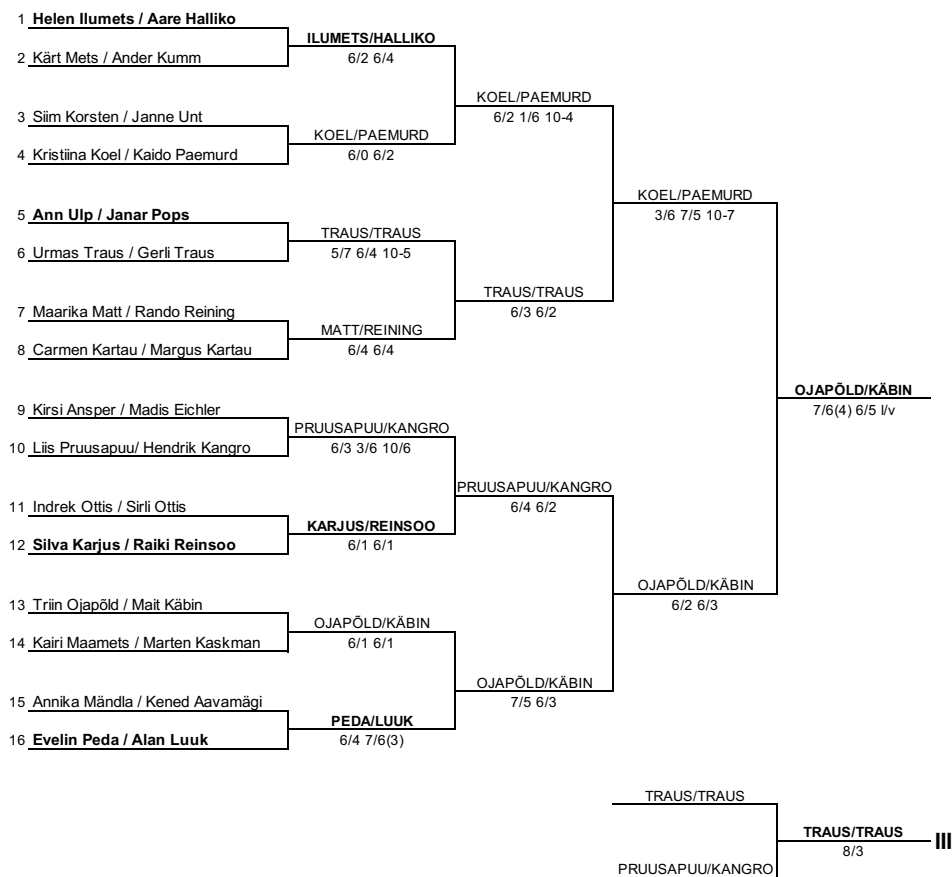 1 Helen Ilumets / Aare Halliko
ILUMETS/HALLIKO
2 Kärt Mets / Ander Kumm
6/2 6/4
KOEL/PAEMURD
6/2 1/6 10-4
3 Siim Korsten / Janne Unt
KOEL/PAEMURD
4 Kristiina Koel / Kaido Paemurd
6/0 6/2
KOEL/PAEMURD
3/6 7/5 10-7
5 Ann Ulp / Janar Pops
TRAUS/TRAUS
6 Urmas Traus / Gerli Traus
5/7 6/4 10-5
TRAUS/TRAUS
6/3 6/2
7 Maarika Matt / Rando Reining
MATT/REINING
8 Carmen Kartau / Margus Kartau
6/4 6/4
OJAPÕLD/KÄBIN
7/6(4) 6/5 l/v
9 Kirsi Ansper / Madis Eichler
PRUUSAPUU/KANGRO
10 Liis Pruusapuu/ Hendrik Kangro
6/3 3/6 10/6
PRUUSAPUU/KANGRO
6/4 6/2
11 Indrek Ottis / Sirli Ottis
KARJUS/REINSOO
12 Silva Karjus / Raiki Reinsoo
6/1 6/1
OJAPÕLD/KÄBIN
6/2 6/3
13 Triin Ojapõld / Mait Käbin
OJAPÕLD/KÄBIN
14 Kairi Maamets / Marten Kaskman
6/1 6/1
OJAPÕLD/KÄBIN
7/5 6/3
15 Annika Mändla / Kened Aavamägi
PEDA/LUUK
16 Evelin Peda / Alan Luuk
6/4 7/6(3)
TRAUS/TRAUS
TRAUS/TRAUS III
8/3
PRUUSAPUU/KANGRO